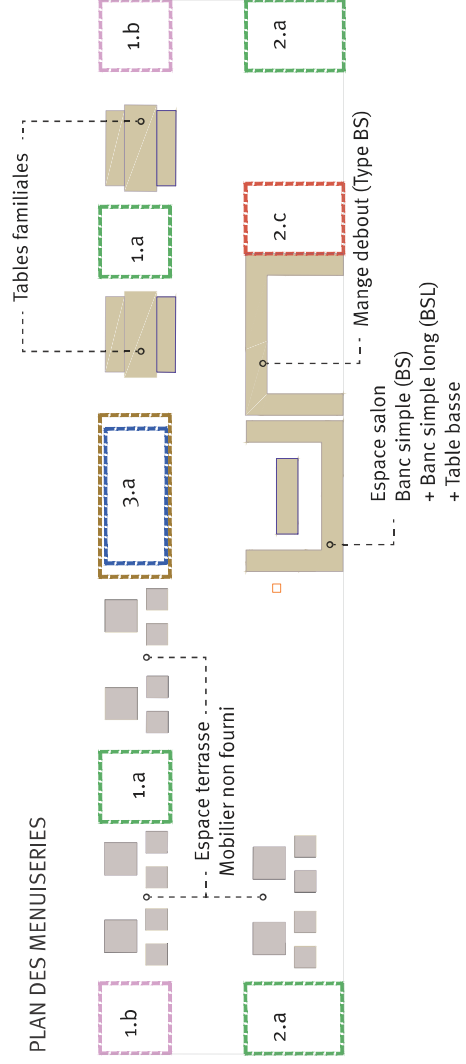 PLAN DES MENUISERIES
Tables familiales
1.b
1.a
3.a
1.a
1.b
Espace terrasse
Mobilier non fourni
2.a
2.c
2.a
Mange debout (Type BS)
Espace salon
Banc simple (BS)
+ Banc simple long (BSL)
+ Table basse